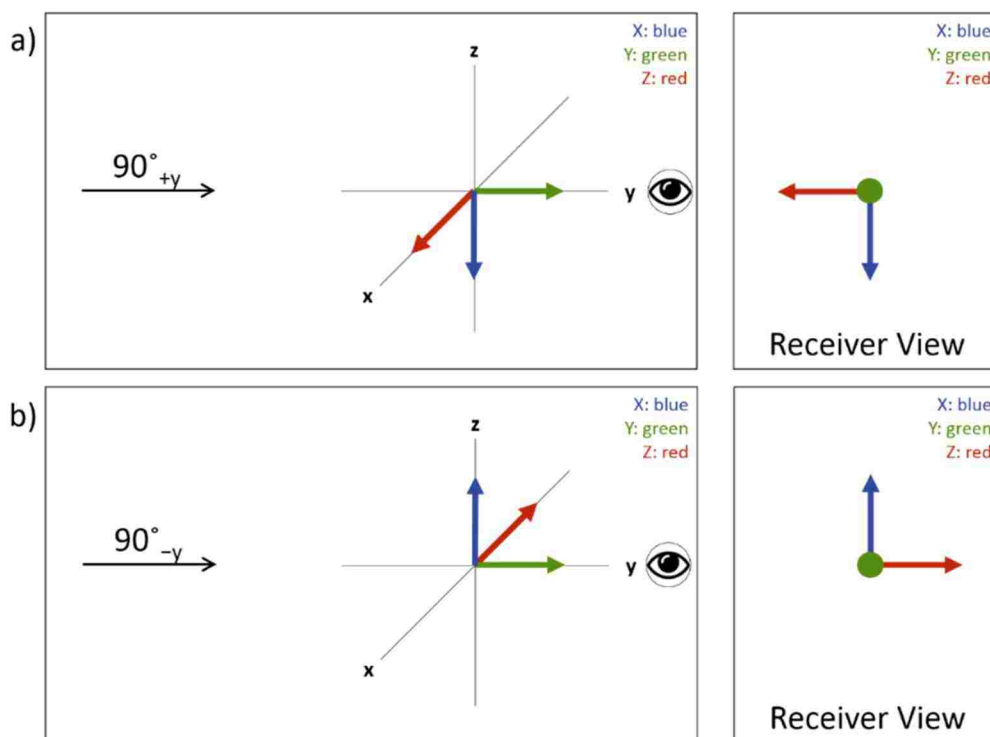 a)
X: blue
Y: green
Z: red
z
90°+y
y
x
X: blue
Y: green
Z: red
Receiver View
b)
X: blue
Y: green
Z: red
z
90°−y
y
x
X: blue
Y: green
Z: red
Receiver View